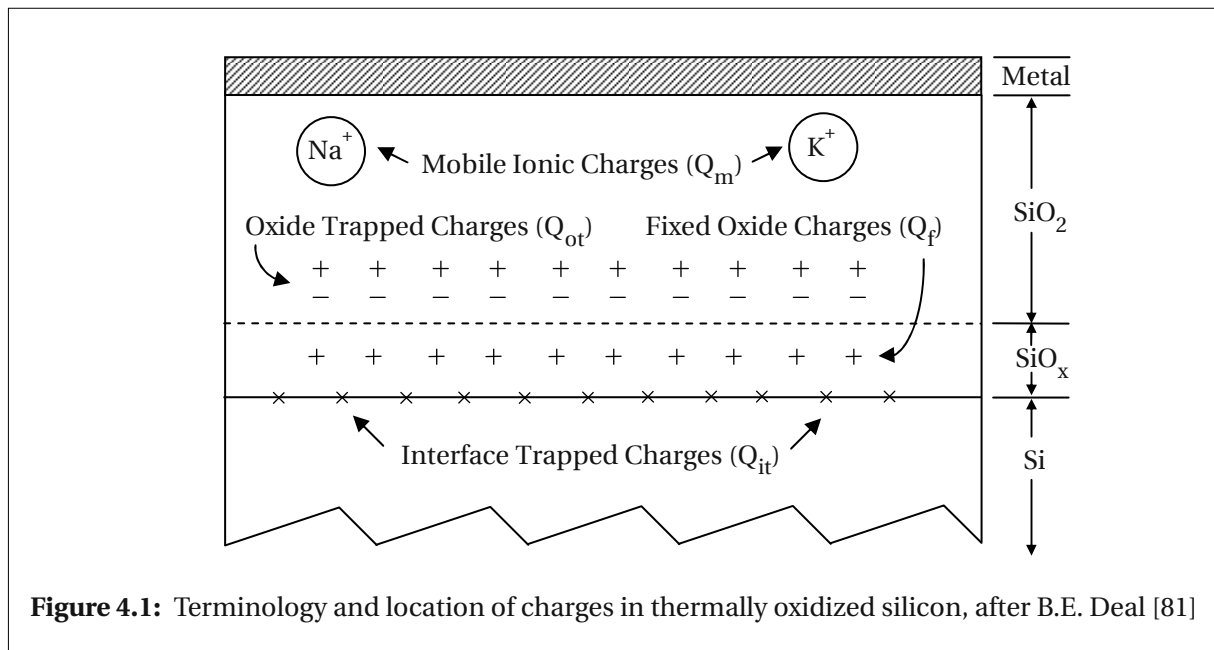 Metal
Na+ K+
Mobile Ionic Charges (Qm)
SiO2
Oxide Trapped Charges (Qot) Fixed Oxide Charges (Qf)
+ + + + + + + + + +
− − − − − − − − − −
+ + + + + + + + + +
SiOx
× × × × × × × × × × ×
Interface Trapped Charges (Qit)
Si
Figure 4.1: Terminology and location of charges in thermally oxidized silicon, after B.E. Deal [81]